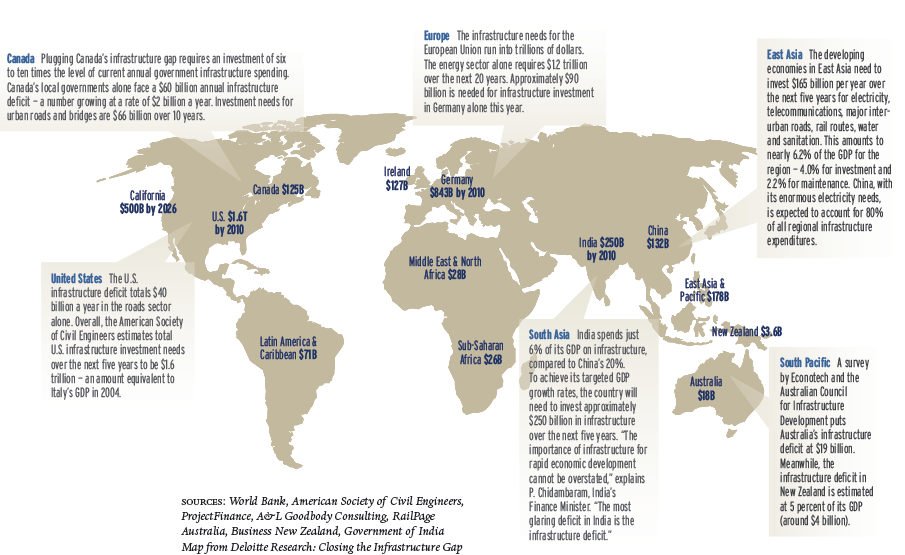 Canada Plugging Canada's infrastructure gap requires an investment of six
to ten times the level of current annual government infrastructure spending.
Canada's local governments alone face a $60 billion annual infrastructure
deficit – a number growing at a rate of $2 billion a year. Investment needs for
urban roads and bridges are $66 billion over 10 years.
Europe The infrastructure needs for the
European Union run into trillions of dollars.
The energy sector alone requires $1.2 trillion
over the next 20 years. Approximately $90
billion is needed for infrastructure investment
in Germany alone this year.
East Asia The developing
economies in East Asia need to
invest $165 billion per year over
the next five years for electricity,
telecommunications, major inter-
urban roads, rail routes, water
and sanitation. This amounts to
nearly 6.2% of the GDP for the
region – 4.0% for investment and
2.2% for maintenance. China, with
its enormous electricity needs,
is expected to account for 80%
of all regional infrastructure
expenditures.
California
$500B by 2026
Canada $125B
U.S. $1.6T
by 2010
Ireland
$127B
Germany
$843B by 2010
Middle East & North
Africa $28B
India $250B
by 2010
China
$132B
East Asia &
Pacific $178B
New Zealand $3.6B
Latin America &
Caribbean $71B
Sub-Saharan
Africa $26B
Australia
$18B
United States The U.S.
infrastructure deficit totals $40
billion a year in the roads sector
alone. Overall, the American Society
of Civil Engineers estimates total
U.S. infrastructure investment needs
over the next five years to be $1.6
trillion – an amount equivalent to
Italy's GDP in 2004.
South Asia India spends just
6% of its GDP on infrastructure,
compared to China's 20%.
To achieve its targeted GDP
growth rates, the country will
need to invest approximately
$250 billion in infrastructure
over the next five years. "The
importance of infrastructure for
rapid economic development
cannot be overstated," explains
P. Chidambaram, India's
Finance Minister. "The most
glaring deficit in India is the
infrastructure deficit."
South Pacific A survey
by Econotech and the
Australian Council
for Infrastructure
Development puts
Australia's infrastructure
deficit at $19 billion.
Meanwhile, the
infrastructure deficit in
New Zealand is estimated
at 5 percent of its GDP
(around $4 billion).
SOURCES: World Bank, American Society of Civil Engineers,
ProjectFinance, A&L Goodbody Consulting, RailPage
Australia, Business New Zealand, Government of India
Map from Deloitte Research: Closing the Infrastructure Gap